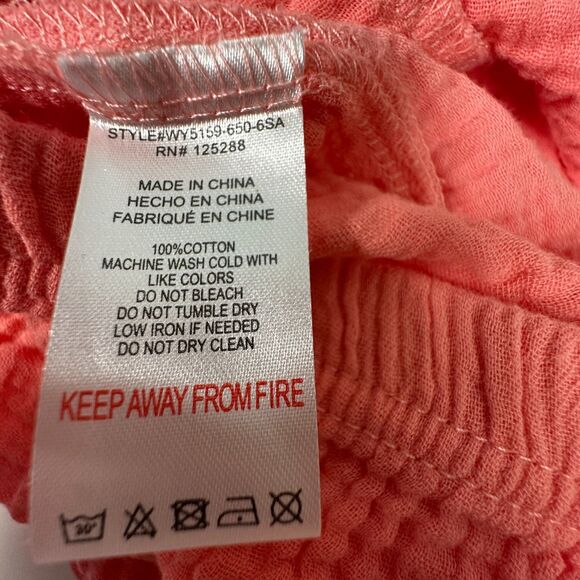 STYLE#WY5159-650-6SA
RN# 125288
MADE IN CHINA
HECHO EN CHINA
FABRIQUÉ EN CHINE
100%COTTON
MACHINE WASH COLD WITH
LIKE COLORS
DO NOT BLEACH
DO NOT TUMBLE DRY
LOW IRON IF NEEDED
DO NOT DRY CLEAN
KEEP AWAY FROM FIRE
30°